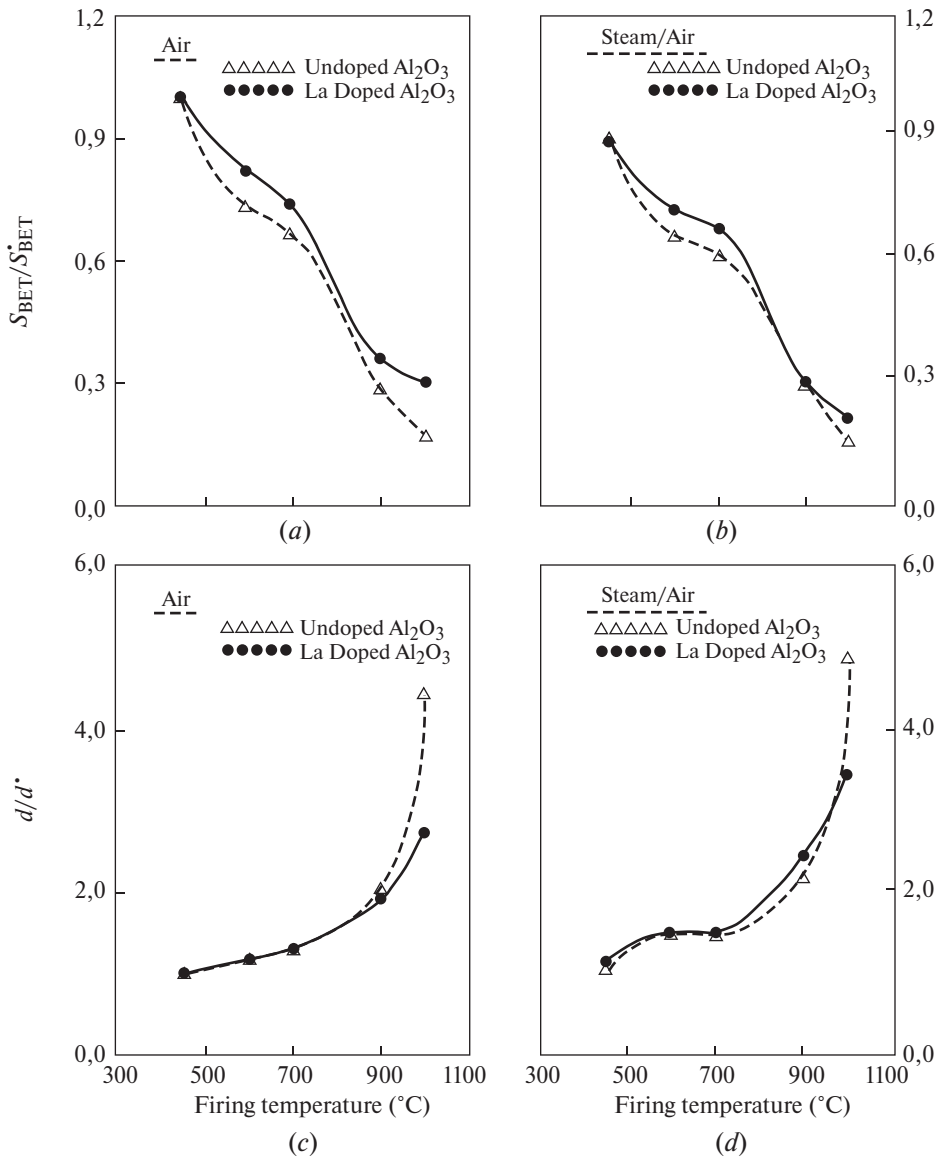 1,2
0,9
0,6
0,3
0,0
S_BET/S•_BET
Air
Undoped Al₂O₃
La Doped Al₂O₃
(a)
Steam/Air
Undoped Al₂O₃
La Doped Al₂O₃
1,2
0,9
0,6
0,3
0,0
(b)
6,0
4,0
2,0
0,0
d/d•
Air
Undoped Al₂O₃
La Doped Al₂O₃
300 500 700 900 1100
Firing temperature (°C)
(c)
Steam/Air
Undoped Al₂O₃
La Doped Al₂O₃
6,0
4,0
2,0
0,0
300 500 700 900 1100
Firing temperature (°C)
(d)